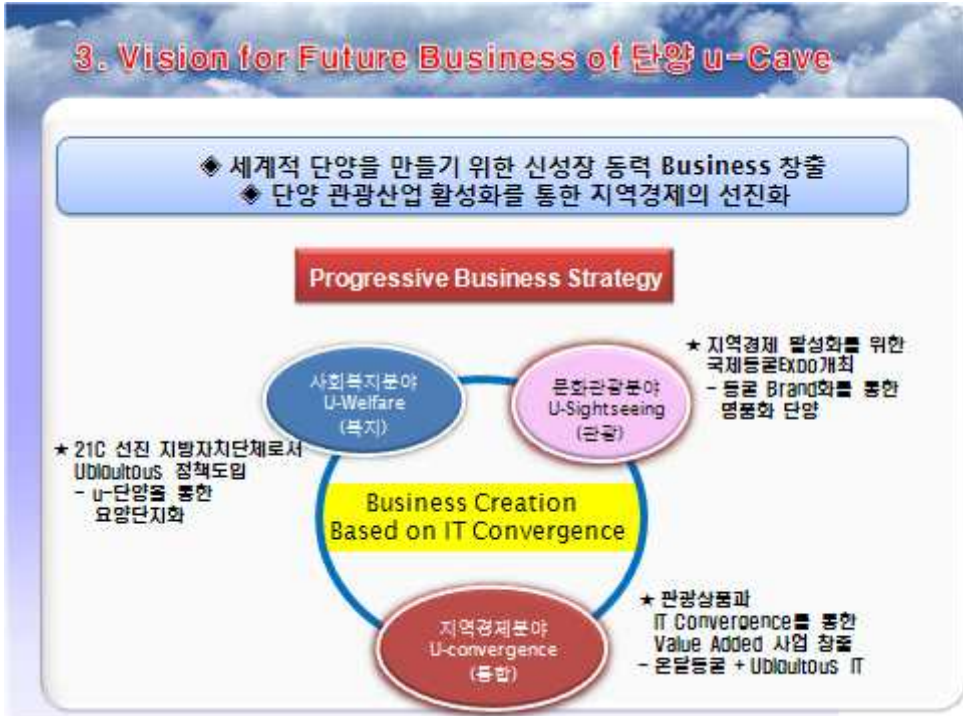 3. Vision for Future Business of 단양 u-Cave
◈ 세계적 단양을 만들기 위한 신성장 동력 Business 창출
◈ 단양 관광산업 활성화를 통한 지역경제의 선진화
Progressive Business Strategy
사회복지분야
U-Welfare
(복지)
문화관광분야
U-Sightseeing
(관광)
★ 지역경제 활성화를 위한
국제동굴Expo개최
- 동굴 Brand화를 통한
명품화 단양
★ 21C 선진 지방자치단체로서
Ubiquitous 정책도입
- u-단양을 통한
요양단지화
Business Creation
Based on IT Convergence
지역경제분야
U-convergence
(통합)
★ 관광상품과
IT Convergence를 통한
Value Added 사업 창출
- 온달동굴 + Ubiquitous IT